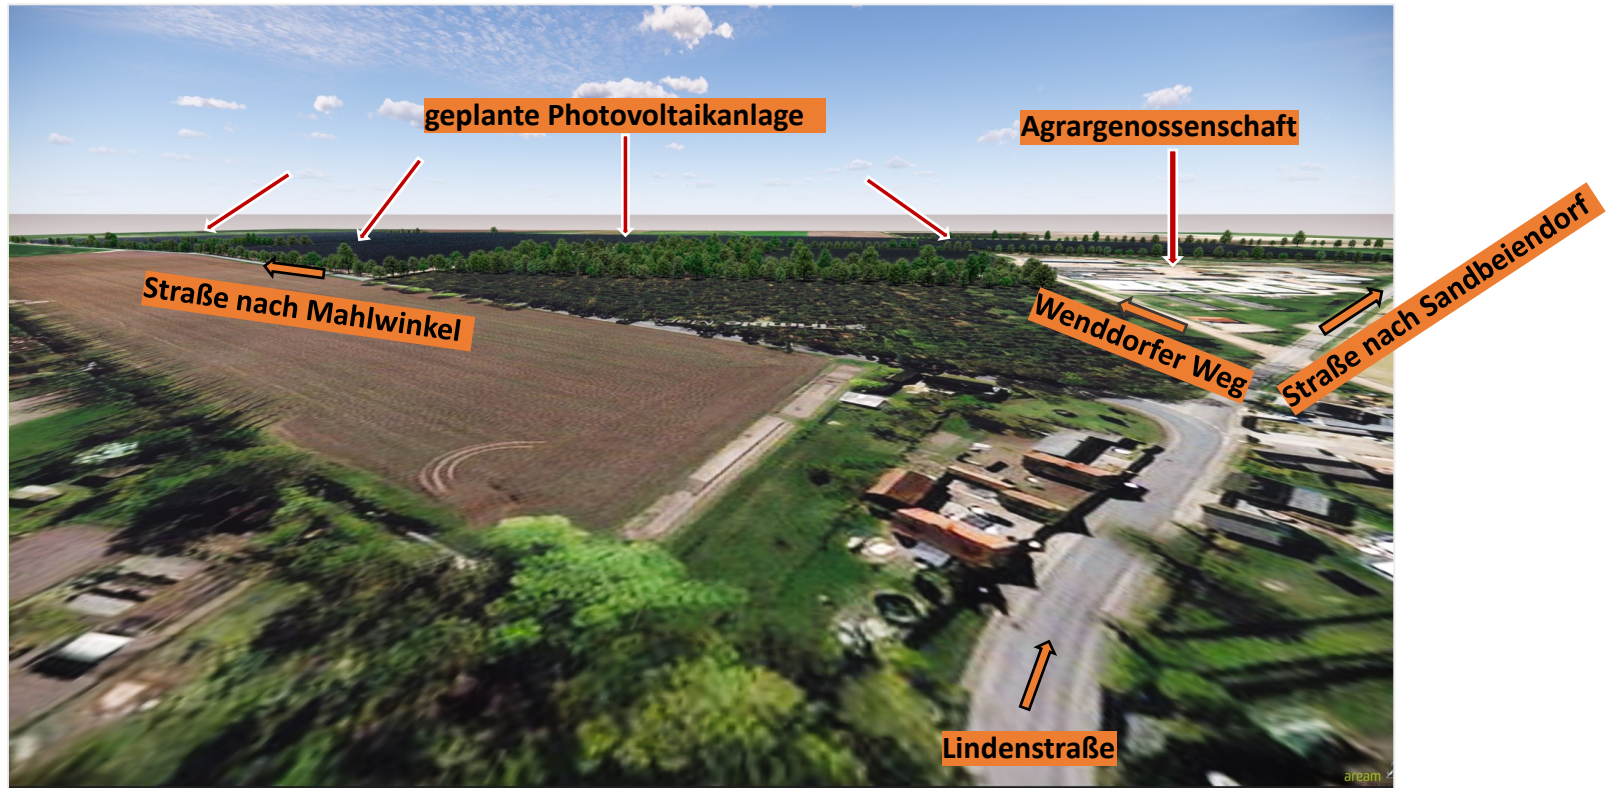 geplante Photovoltaikanlage
Agrargenossenschaft
Straße nach Mahlwinkel
Wenddorfer Weg
Straße nach Sandbeiendorf
Lindenstraße
aream